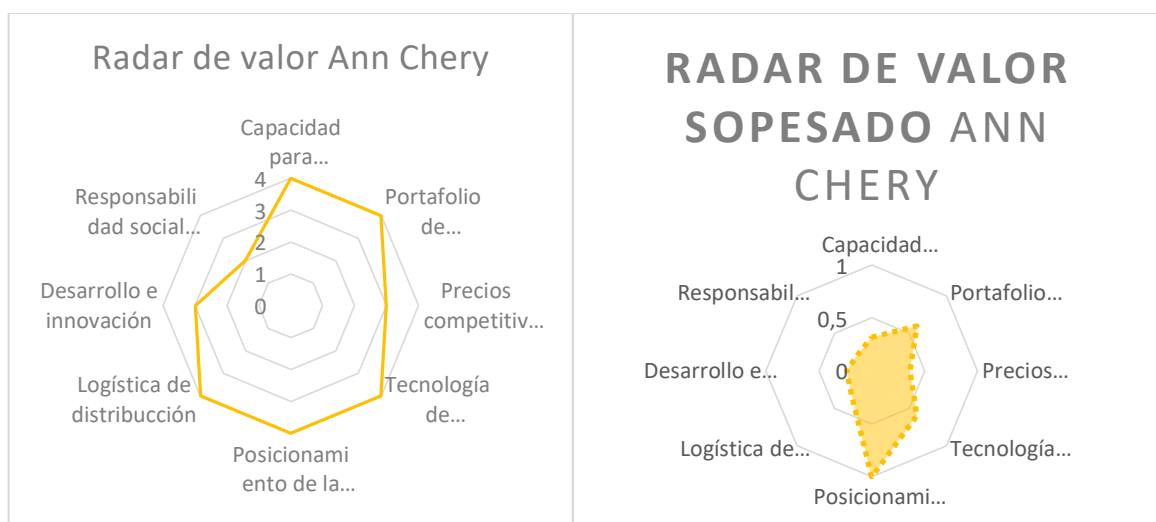 Radar de valor Ann Chery
Capacidad
para...
4
3
2
1
0
Portafolio
de...
Precios
competitiv...
Tecnología
de...
Posicionami
ento de la...
Logística de
distribucción
Desarrollo e
innovación
Responsabili
dad social...
RADAR DE VALOR
SOPESADO ANN
CHERY
Capacidad...
1
0,5
0
Portafolio...
Precios...
Tecnología...
Posicionami...
Logística de...
Desarrollo e...
Responsabil...